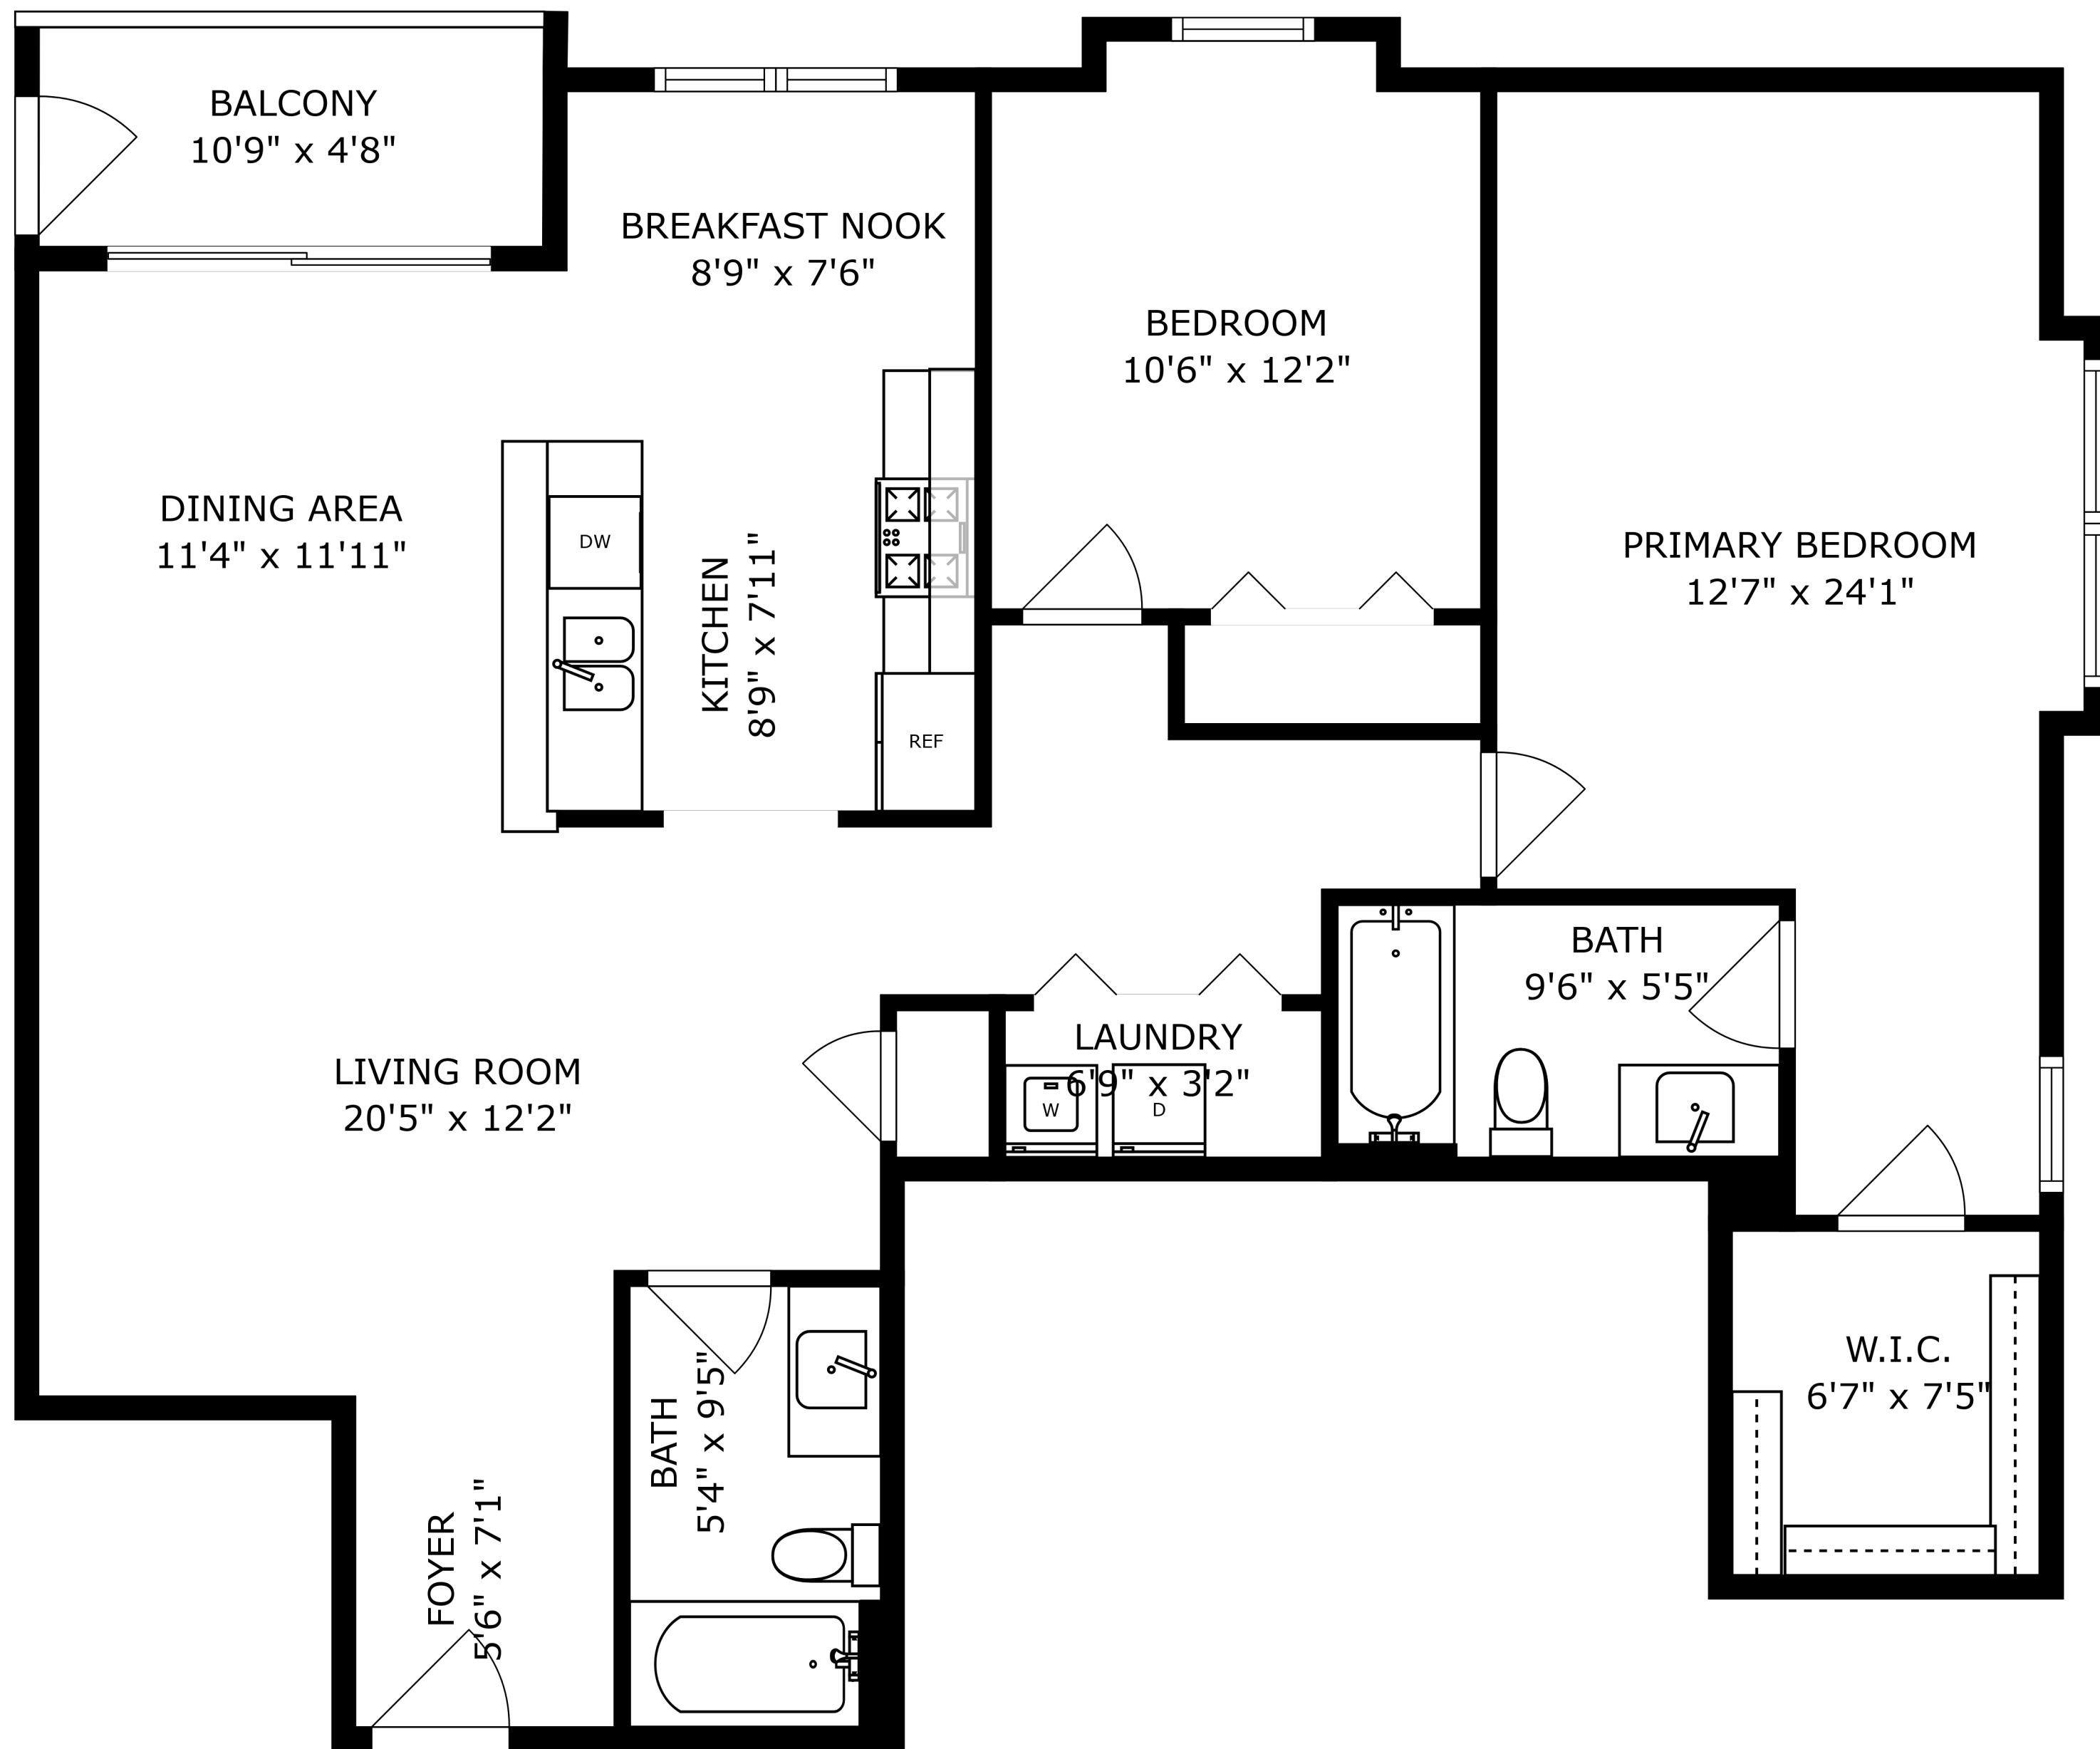 BALCONY
10'9" x 4'8"
BREAKFAST NOOK
8'9" x 7'6"
BEDROOM
10'6" x 12'2"
DINING AREA
11'4" x 11'11"
DW
KITCHEN
8'9" x 7'11"
REF
PRIMARY BEDROOM
12'7" x 24'1"
BATH
9'6" x 5'5"
LIVING ROOM
20'5" x 12'2"
LAUNDRY
6'9" x 3'2"
W
D
W.I.C.
6'7" x 7'5"
BATH
5'4" x 9'5"
FOYER
5'6" x 7'1"